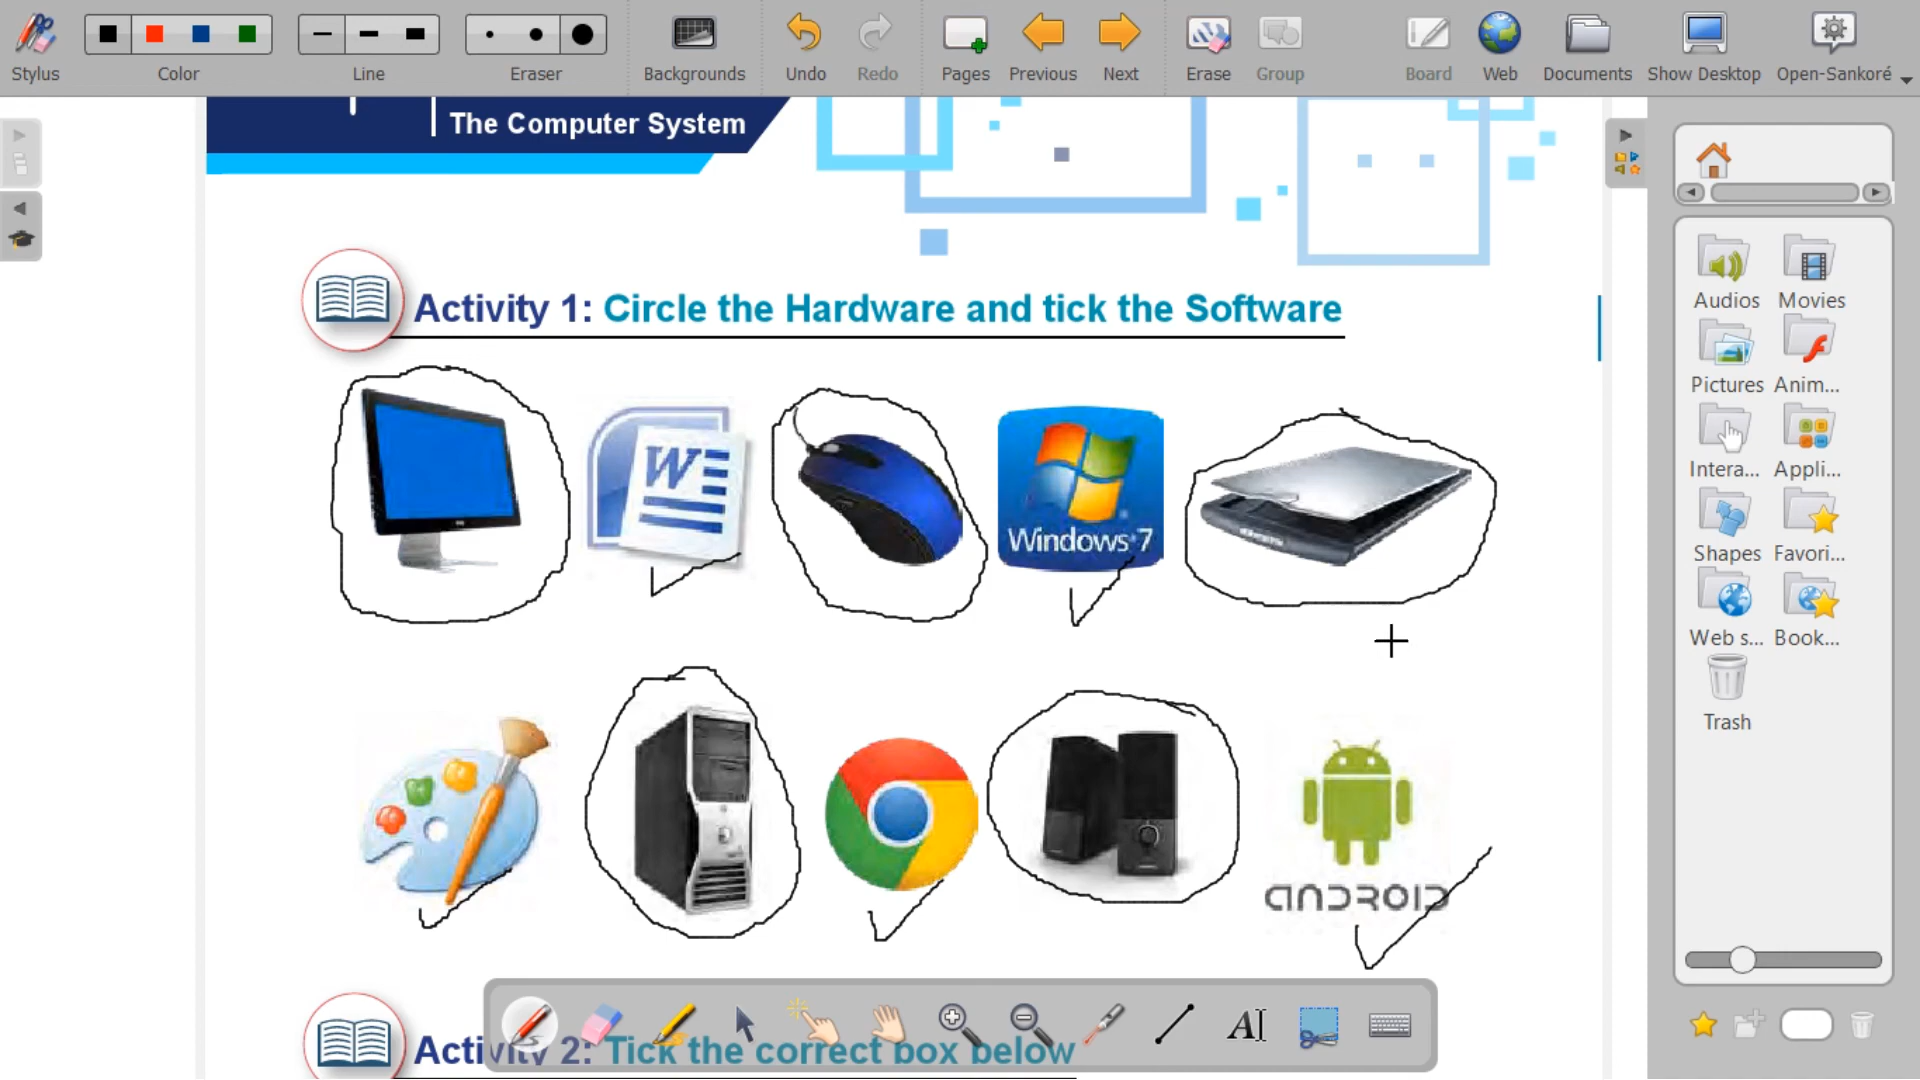 Stylus Color Line Eraser Backgrounds Undo Redo Pages Previous Next Erase Group Board Web Documents Show Desktop Open-Sankoré
The Computer System
Activity 1: Circle the Hardware and tick the Software
W
Windows 7
ANDROID
Activity 2: Tick the correct box below
AI
Audios Movies
Pictures Anim...
Intera... Appli...
Shapes Favori...
Web s... Book...
Trash